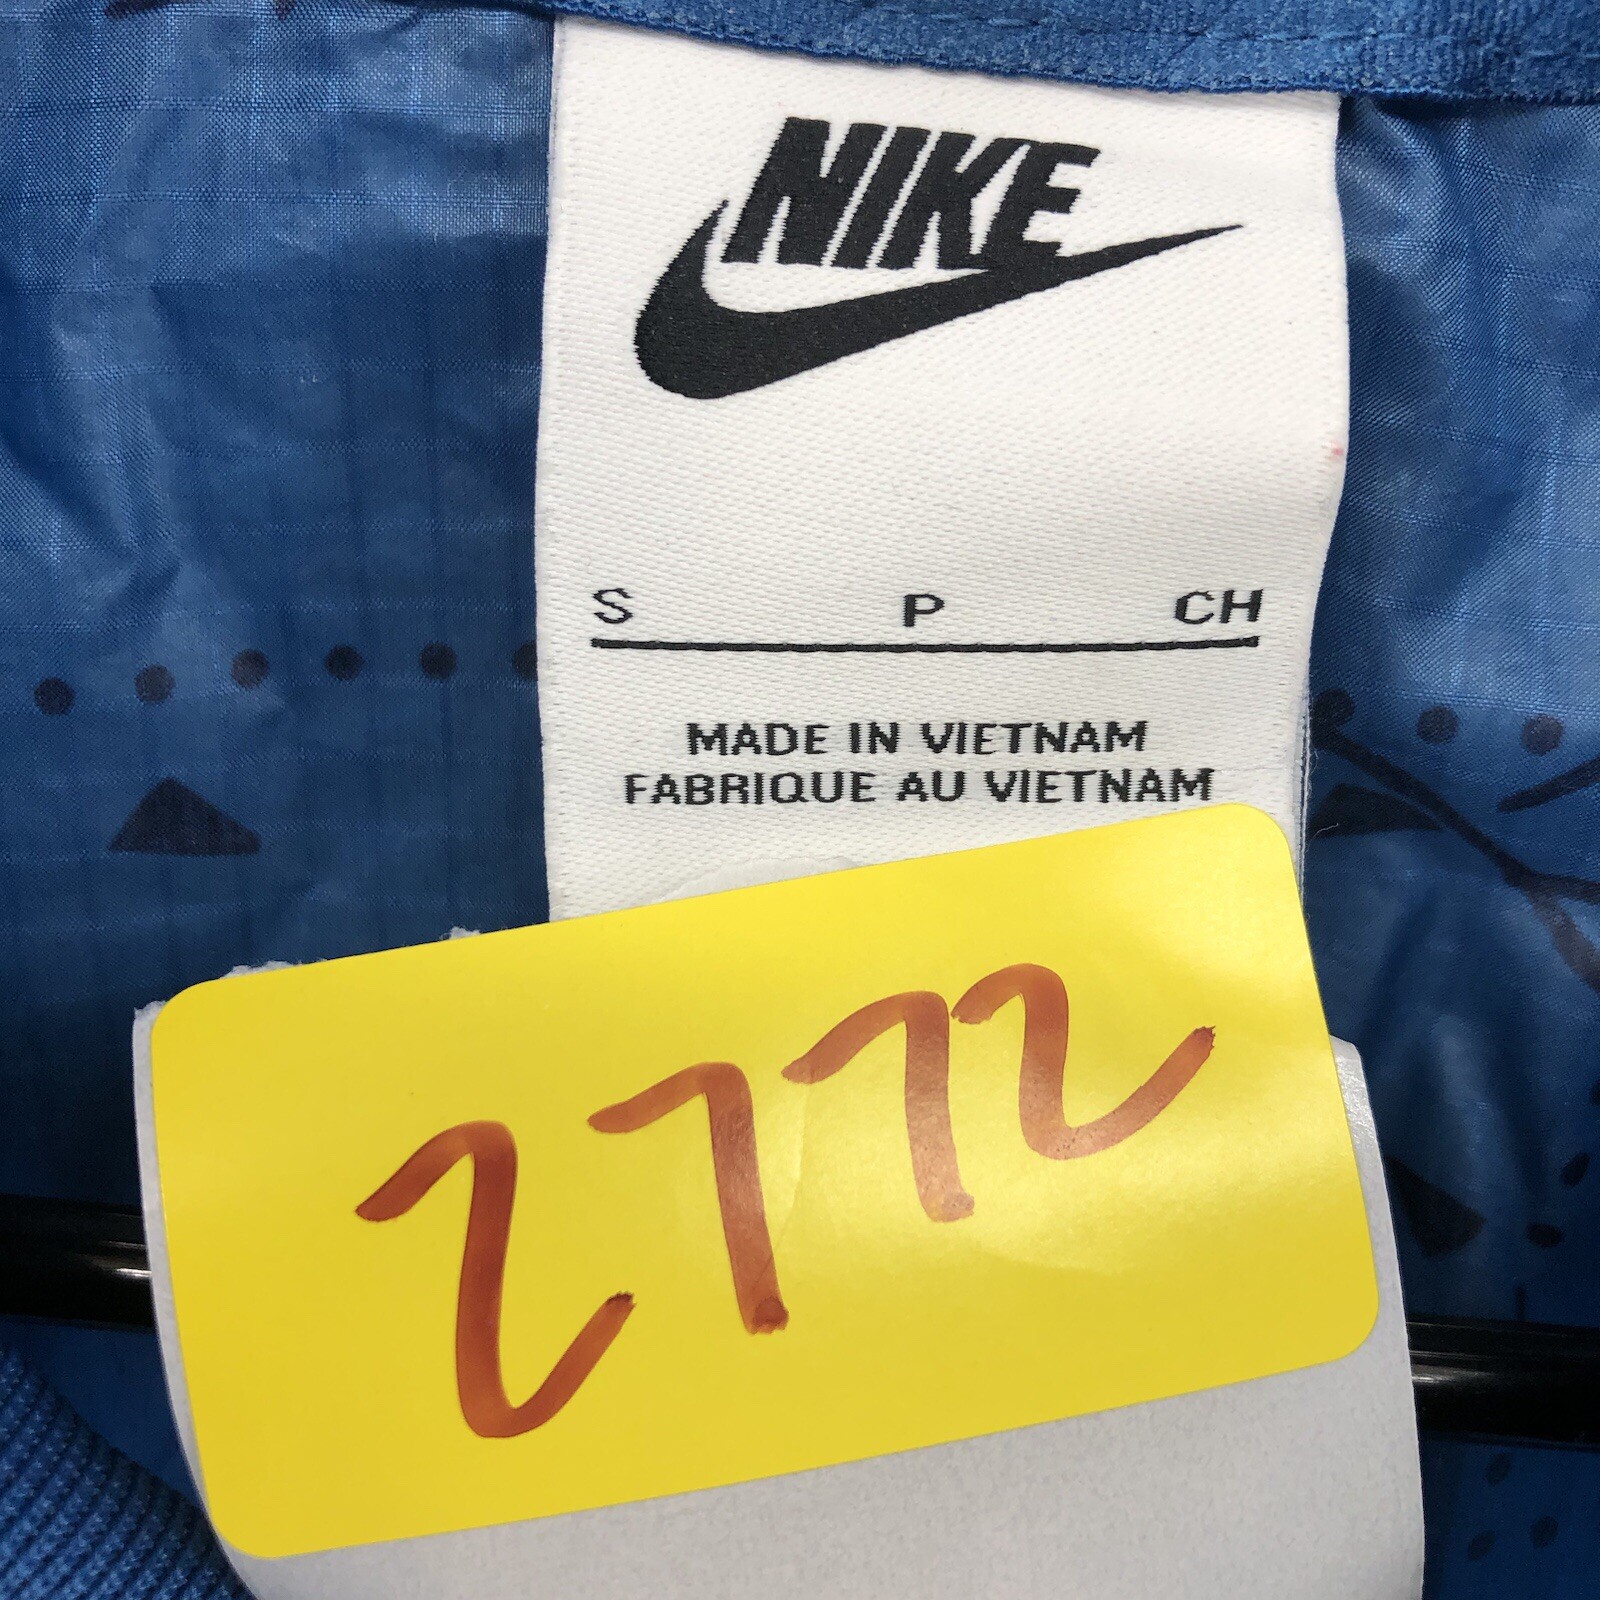 NIKE
S P CH
MADE IN VIETNAM
FABRIQUE AU VIETNAM
2772